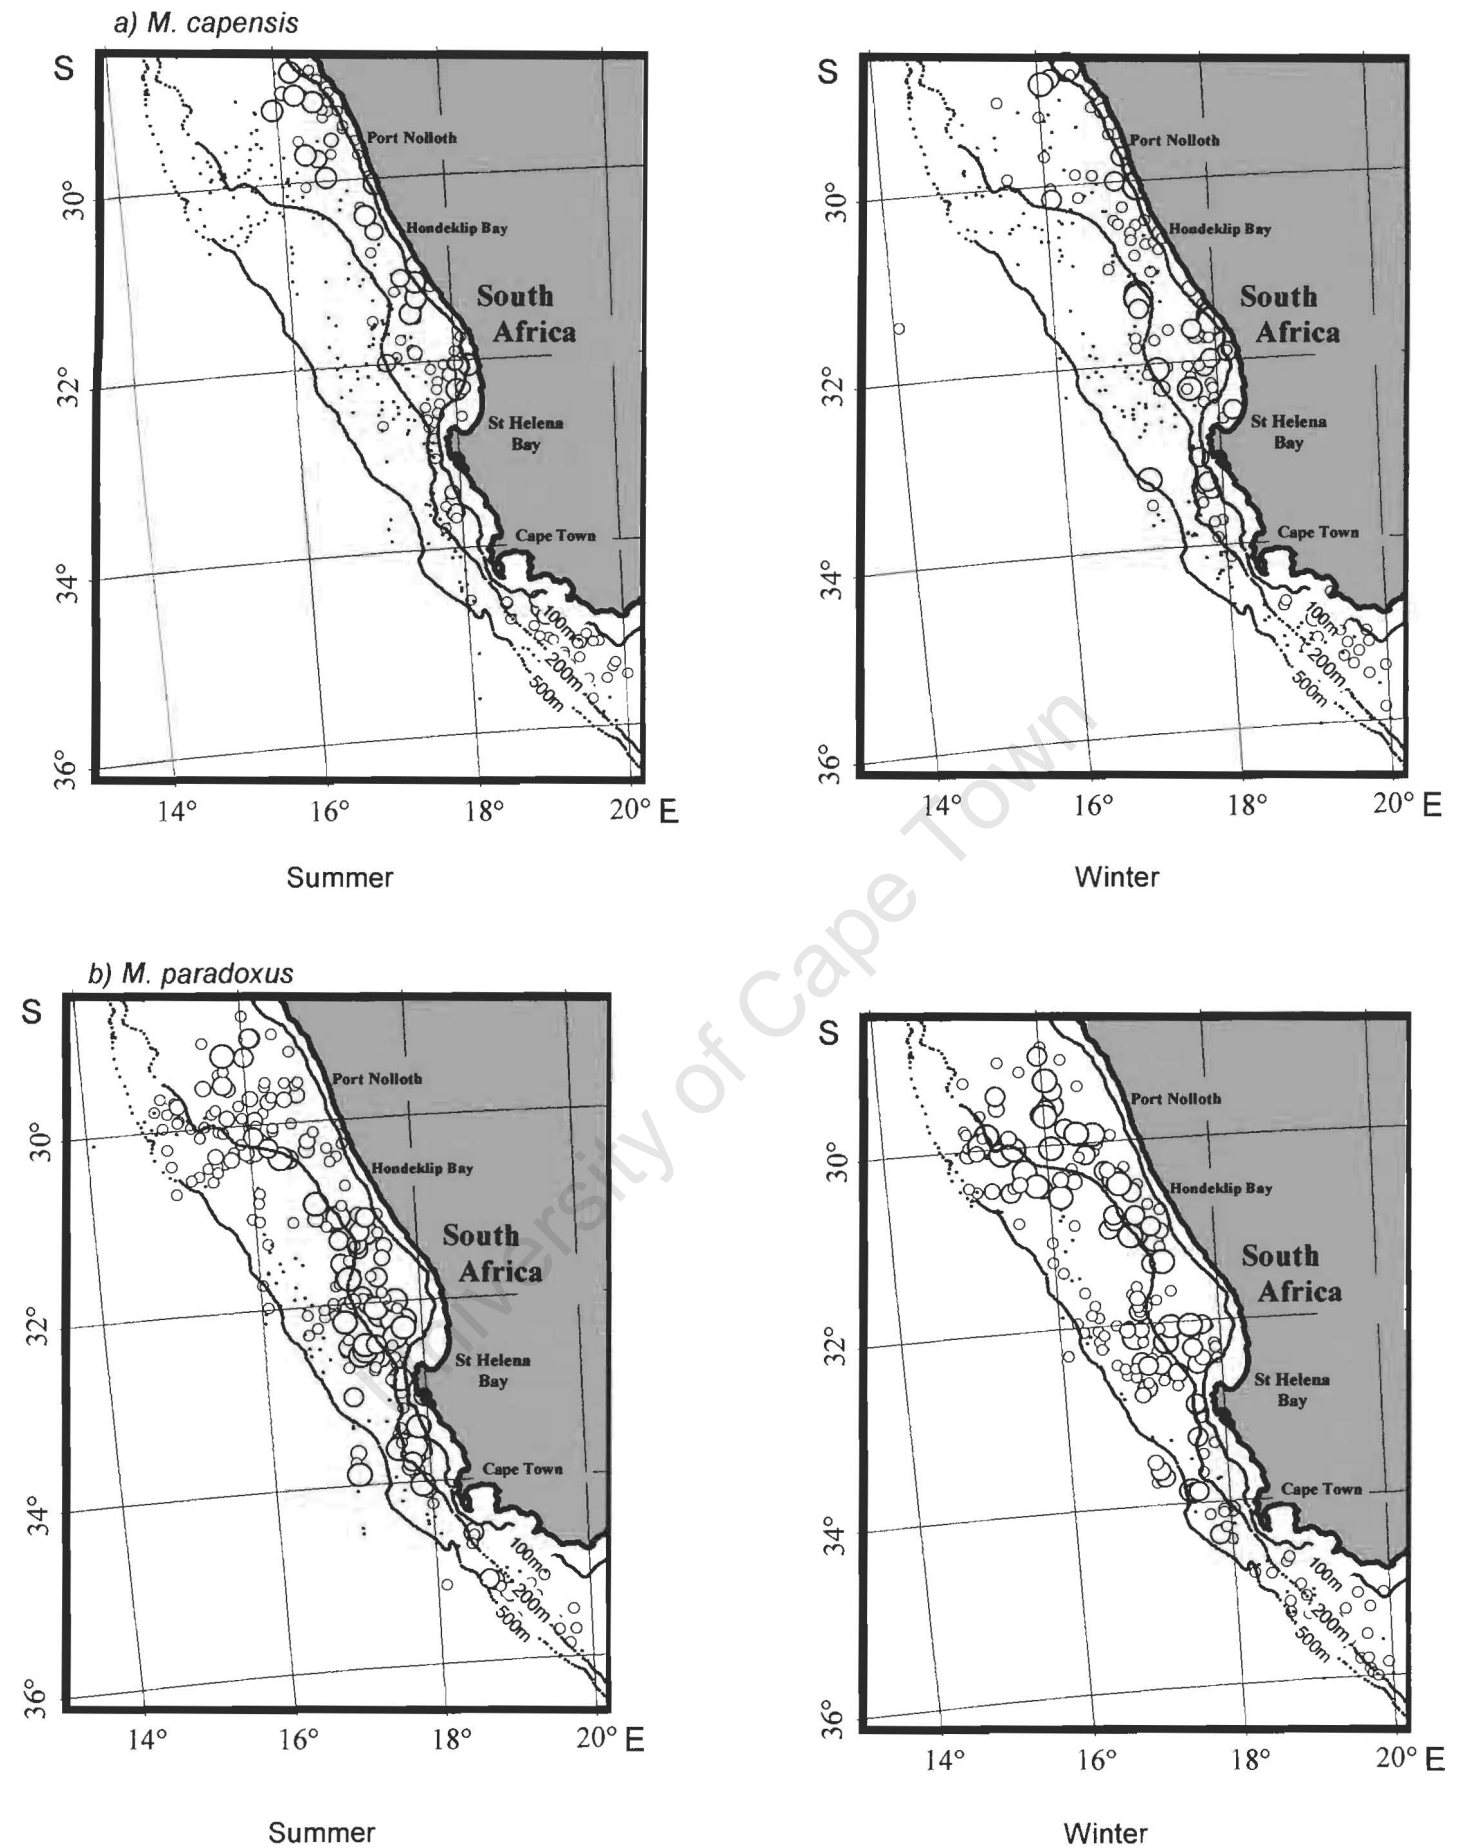 a) M. capensis
S
Port Nolloth
30°
Hondeklip Bay
South
Africa
32°
St Helena
Bay
Cape Town
34°
100m
200m
500m
36°
14°
16°
18°
20° E
Summer
S
Port Nolloth
30°
Hondeklip Bay
South
Africa
32°
St Helena
Bay
Cape Town
34°
100m
200m
500m
36°
14°
16°
18°
20° E
Winter
University of Cape Town
b) M. paradoxus
S
Port Nolloth
30°
Hondeklip Bay
South
Africa
32°
St Helena
Bay
Cape Town
34°
100m
200m
500m
36°
14°
16°
18°
20° E
Summer
S
Port Nolloth
30°
Hondeklip Bay
South
Africa
32°
St Helena
Bay
Cape Town
34°
100m
200m
500m
36°
14°
16°
18°
20° E
Winter